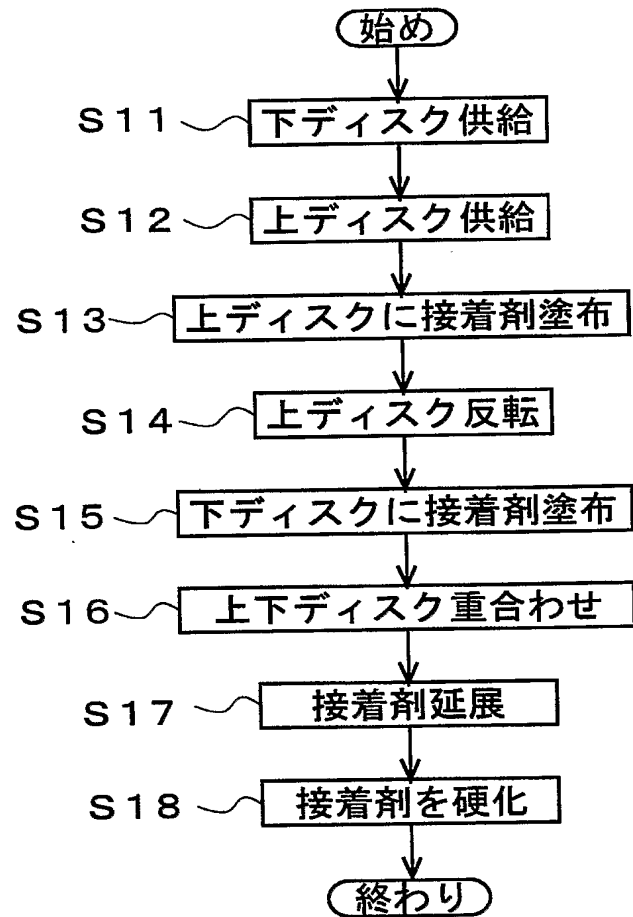 始め
S11 下ディスク供給
S12 上ディスク供給
S13 上ディスクに接着剤塗布
S14 上ディスク反転
S15 下ディスクに接着剤塗布
S16 上下ディスク重合わせ
S17 接着剤延展
S18 接着剤を硬化
終わり